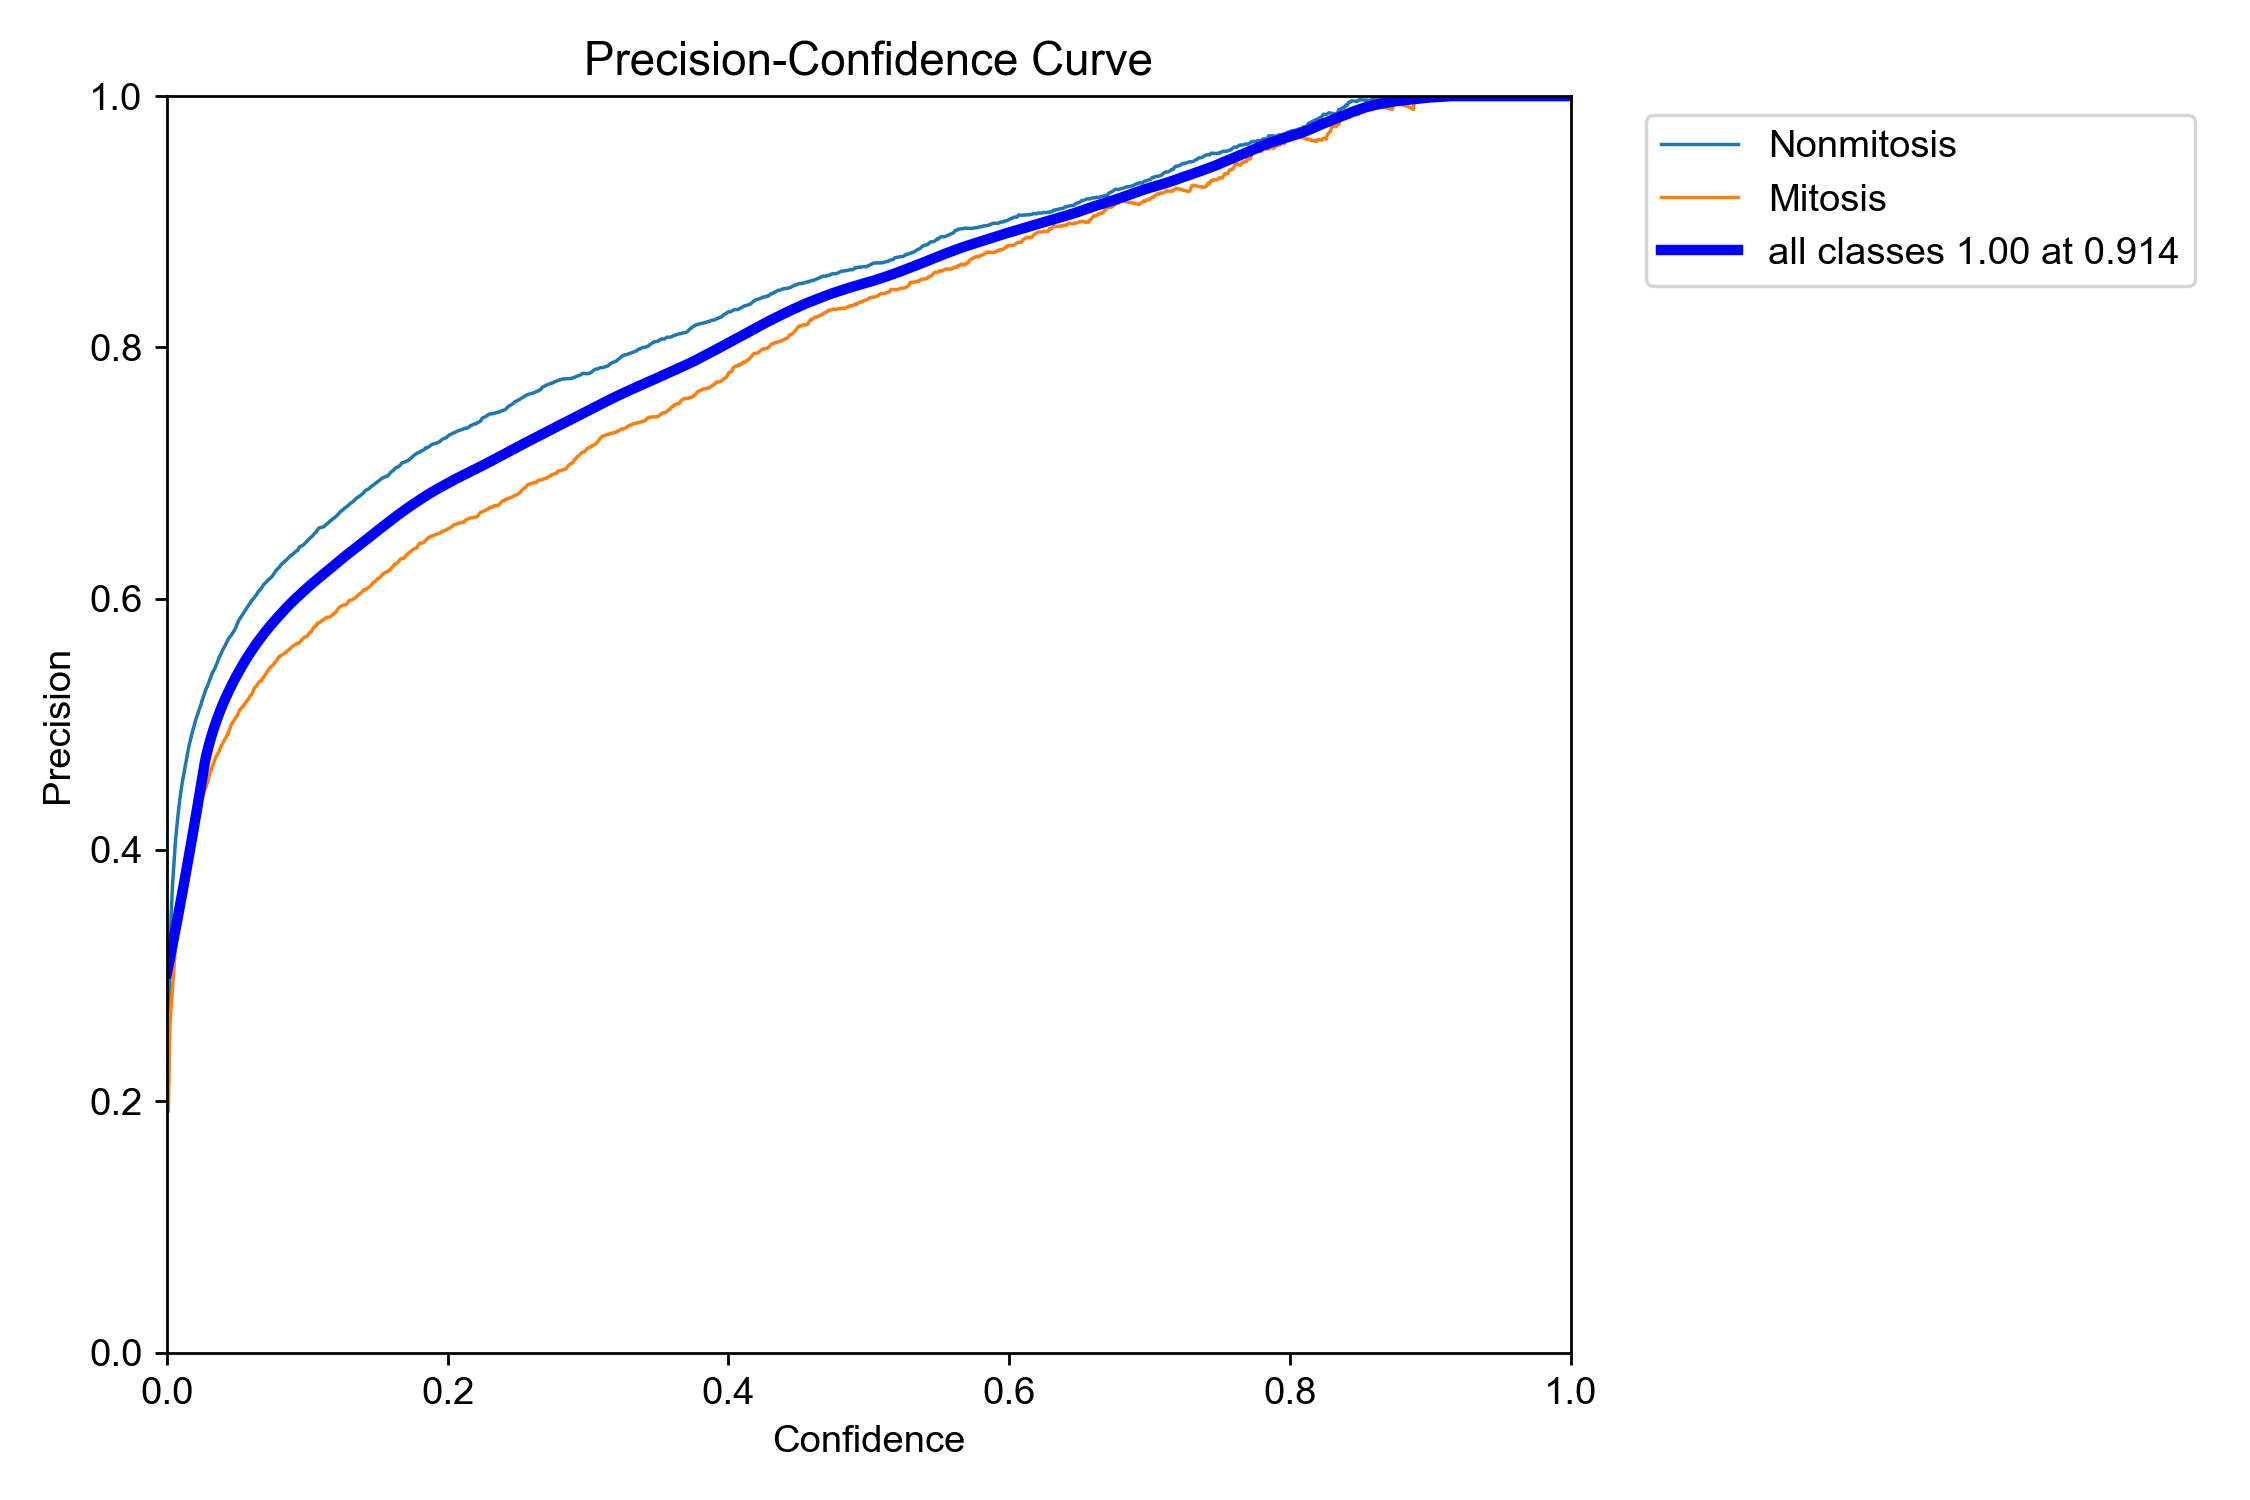 Precision-Confidence Curve
1.0
0.8
0.6
0.4
0.2
0.0
Precision
0.0 0.2 0.4 0.6 0.8 1.0
Confidence
Nonmitosis
Mitosis
all classes 1.00 at 0.914